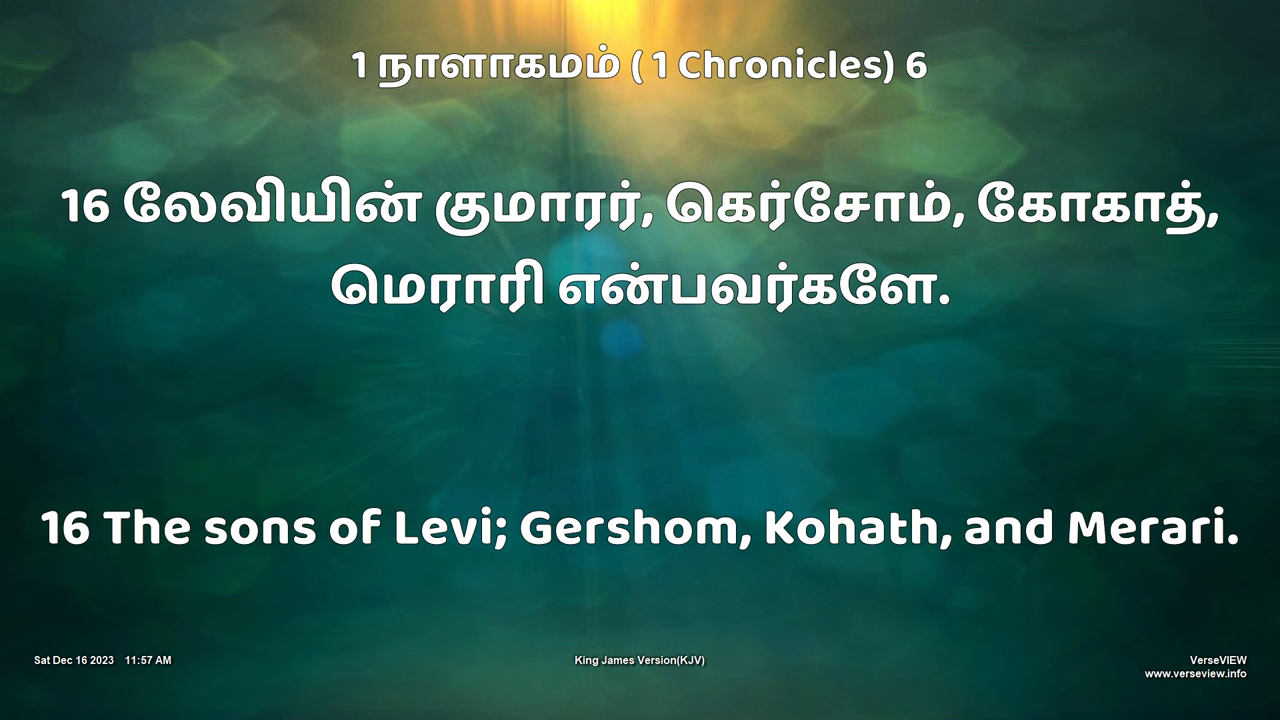 1 நாளாகமம் ( 1 Chronicles) 6
16 லேவியின் குமாரர், கெர்சோம், கோகாத்,
மெராரி என்பவர்களே.
16 The sons of Levi; Gershom, Kohath, and Merari.
Sat Dec 16 2023 11:57 AM
King James Version(KJV)
VerseVIEW
www.verseview.info